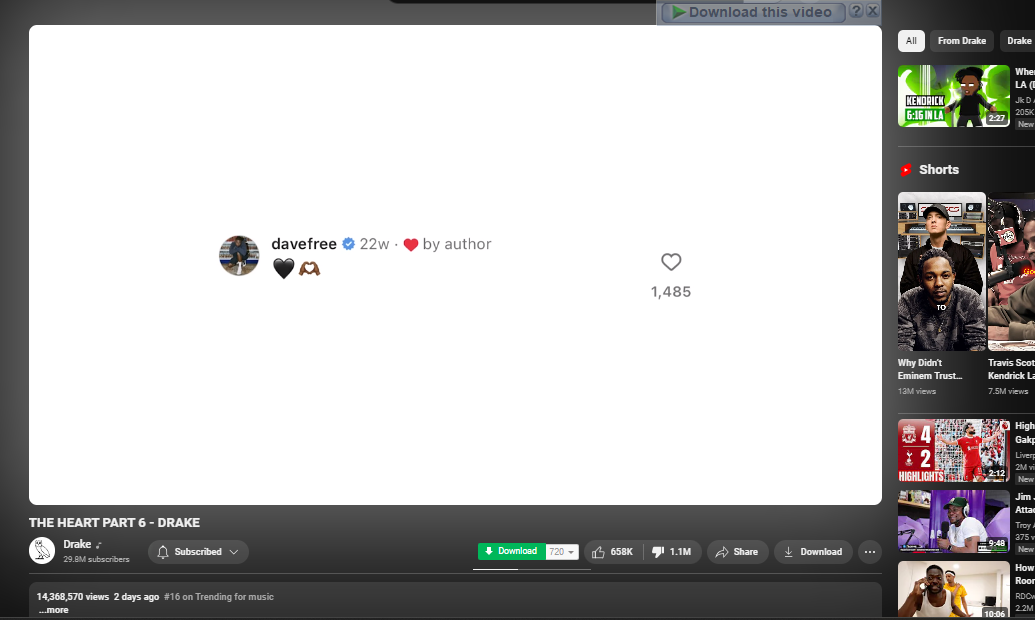 Download this video ? X
davefree 22w · by author
1,485
THE HEART PART 6 - DRAKE
Drake
29.8M subscribers
Subscribed
Download 720
658K
1.1M
Share
Download
14,368,570 views 2 days ago #16 on Trending for music
...more
All
From Drake
Drake
KENDRICK
6:16 IN LA
2:27
LA (
Jk D
205K
New
Shorts
TO
Why Didn't
Eminem Trust...
13M views
Travis Scot
Kendrick La
7.5M views
4
2
HIGHLIGHTS
2:12
High
Gakp
Liverp
2M vi
New
9:48
Jim
Attac
Troy
375 v
New
10:06
How
Roor
RDCw
2.2M